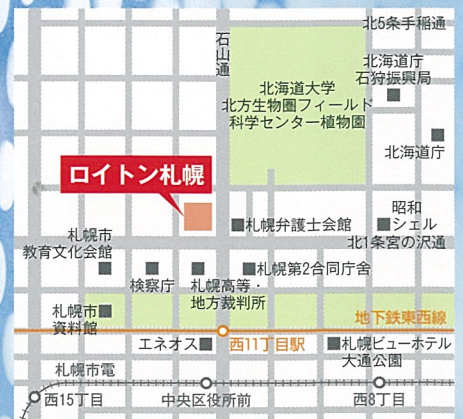 北5条手稲通
石山通
北海道庁
石狩振興局
北海道大学
北方生物圏フィールド
科学センター植物園
北海道庁
ロイトン札幌
札幌弁護士会館
昭和
シェル
北1条宮の沢通
札幌市
教育文化会館
検察庁
札幌高等・
地方裁判所
札幌第2合同庁舎
札幌市
資料館
地下鉄東西線
エネオス
西11丁目駅
札幌ビューホテル
大通公園
札幌市電
西15丁目
中央区役所前
西8丁目